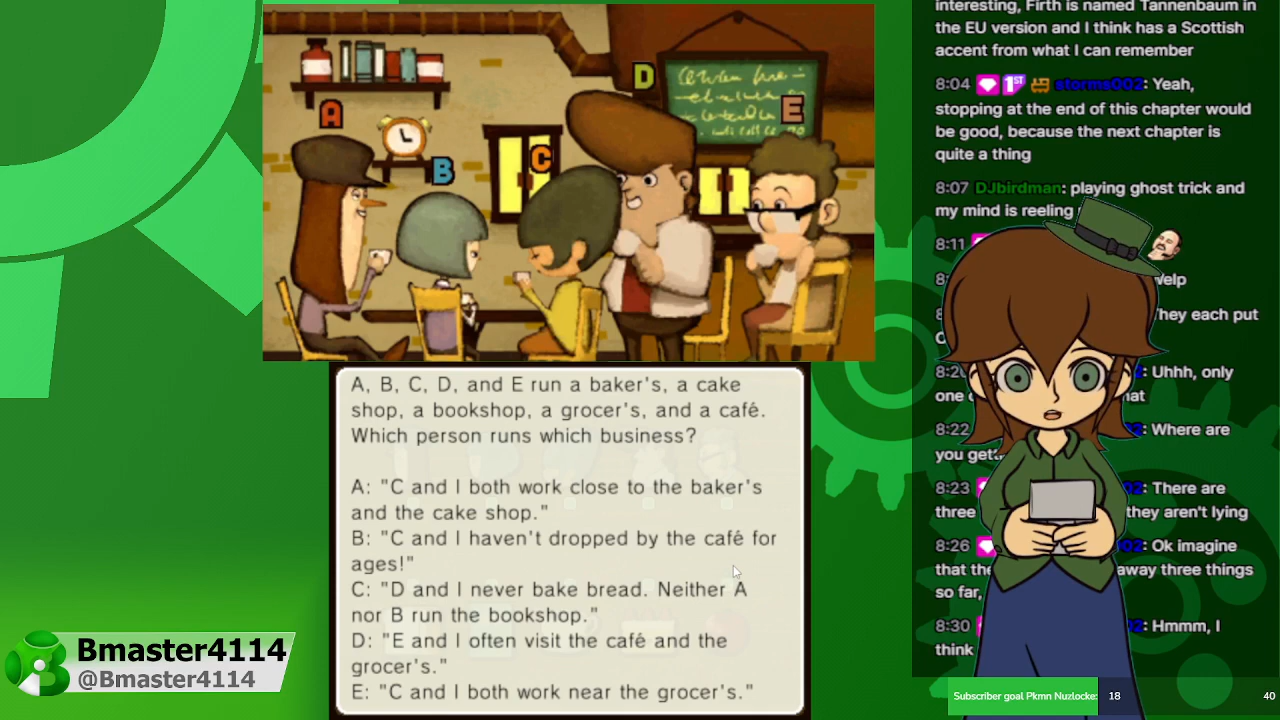 A
B
C
D
E
A, B, C, D, and E run a baker's, a cake
shop, a bookshop, a grocer's, and a café.
Which person runs which business?
A: "C and I both work close to the baker's
and the cake shop."
B: "C and I haven't dropped by the café for
ages!"
C: "D and I never bake bread. Neither A
nor B run the bookshop."
D: "E and I often visit the café and the
grocer's."
E: "C and I both work near the grocer's."
Bmaster4114
@Bmaster4114
interesting, Firth is named Tannenbaum in
the EU version and I think has a Scottish
accent from what I can remember
8:04 1ST storms002: Yeah,
stopping at the end of this chapter would
be good, because the next chapter is
quite a thing
8:07 DJbirdman: playing ghost trick and
my mind is reeling
8:11
They each put
Uhhh, only
one
8:22 : Where are
you
8:23 : There are
three they aren't lying
8:26 : Ok imagine
that away three things
so far,
8:30 : Hmmm, I
think
Subscriber goal Pkmn Nuzlocke: 18 40